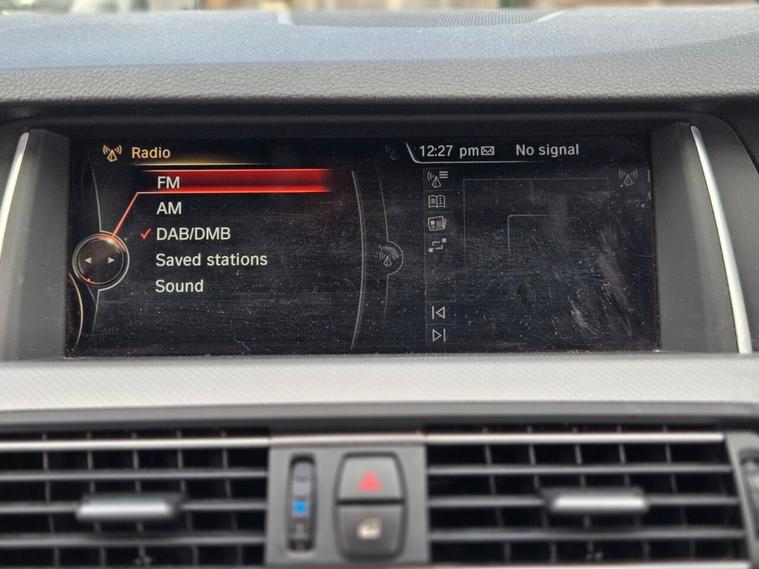 Radio
12:27 pm
No signal
FM
AM
DAB/DMB
Saved stations
Sound